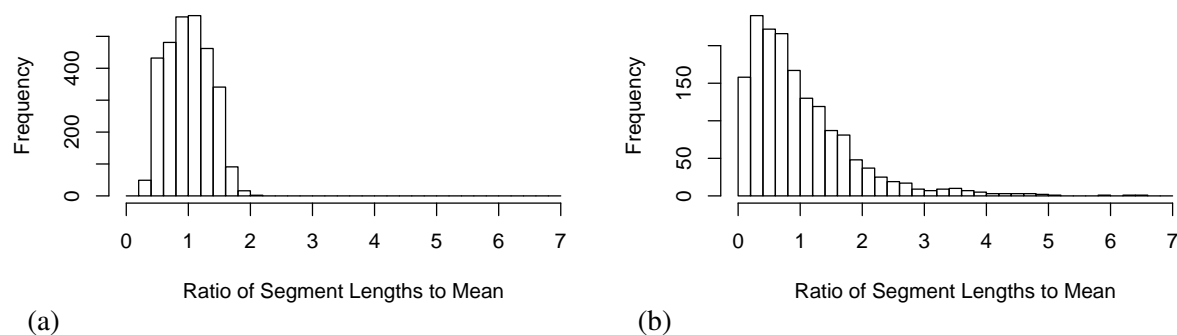 Frequency
0 200 400
0 1 2 3 4 5 6 7
Ratio of Segment Lengths to Mean
(a)
Frequency
0 50 150
0 1 2 3 4 5 6 7
Ratio of Segment Lengths to Mean
(b)